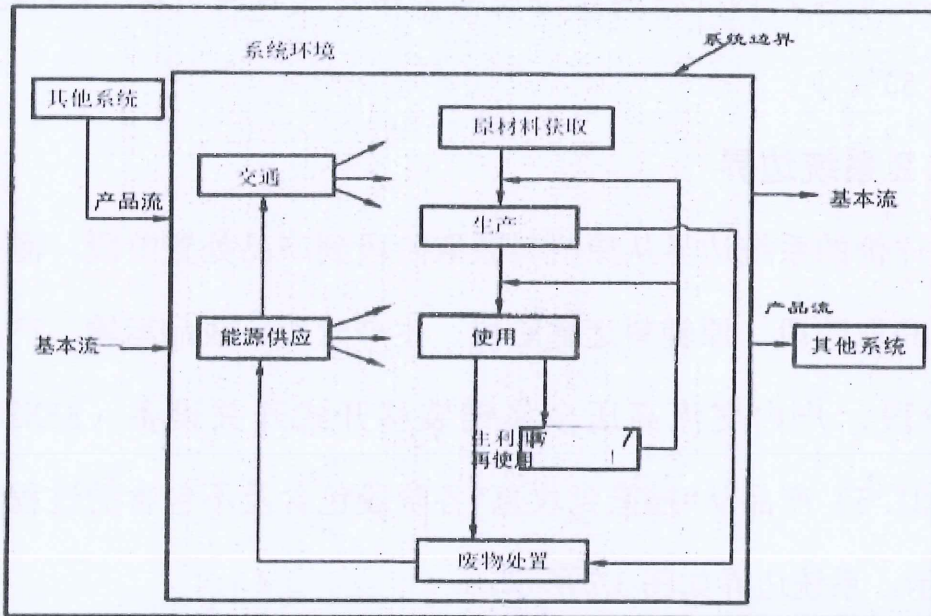 系统环境
系统边界
其他系统
原材料获取
交通
产品流
基本流
生产
产品流
基本流
能源供应
使用
其他系统
再使用
废物处置